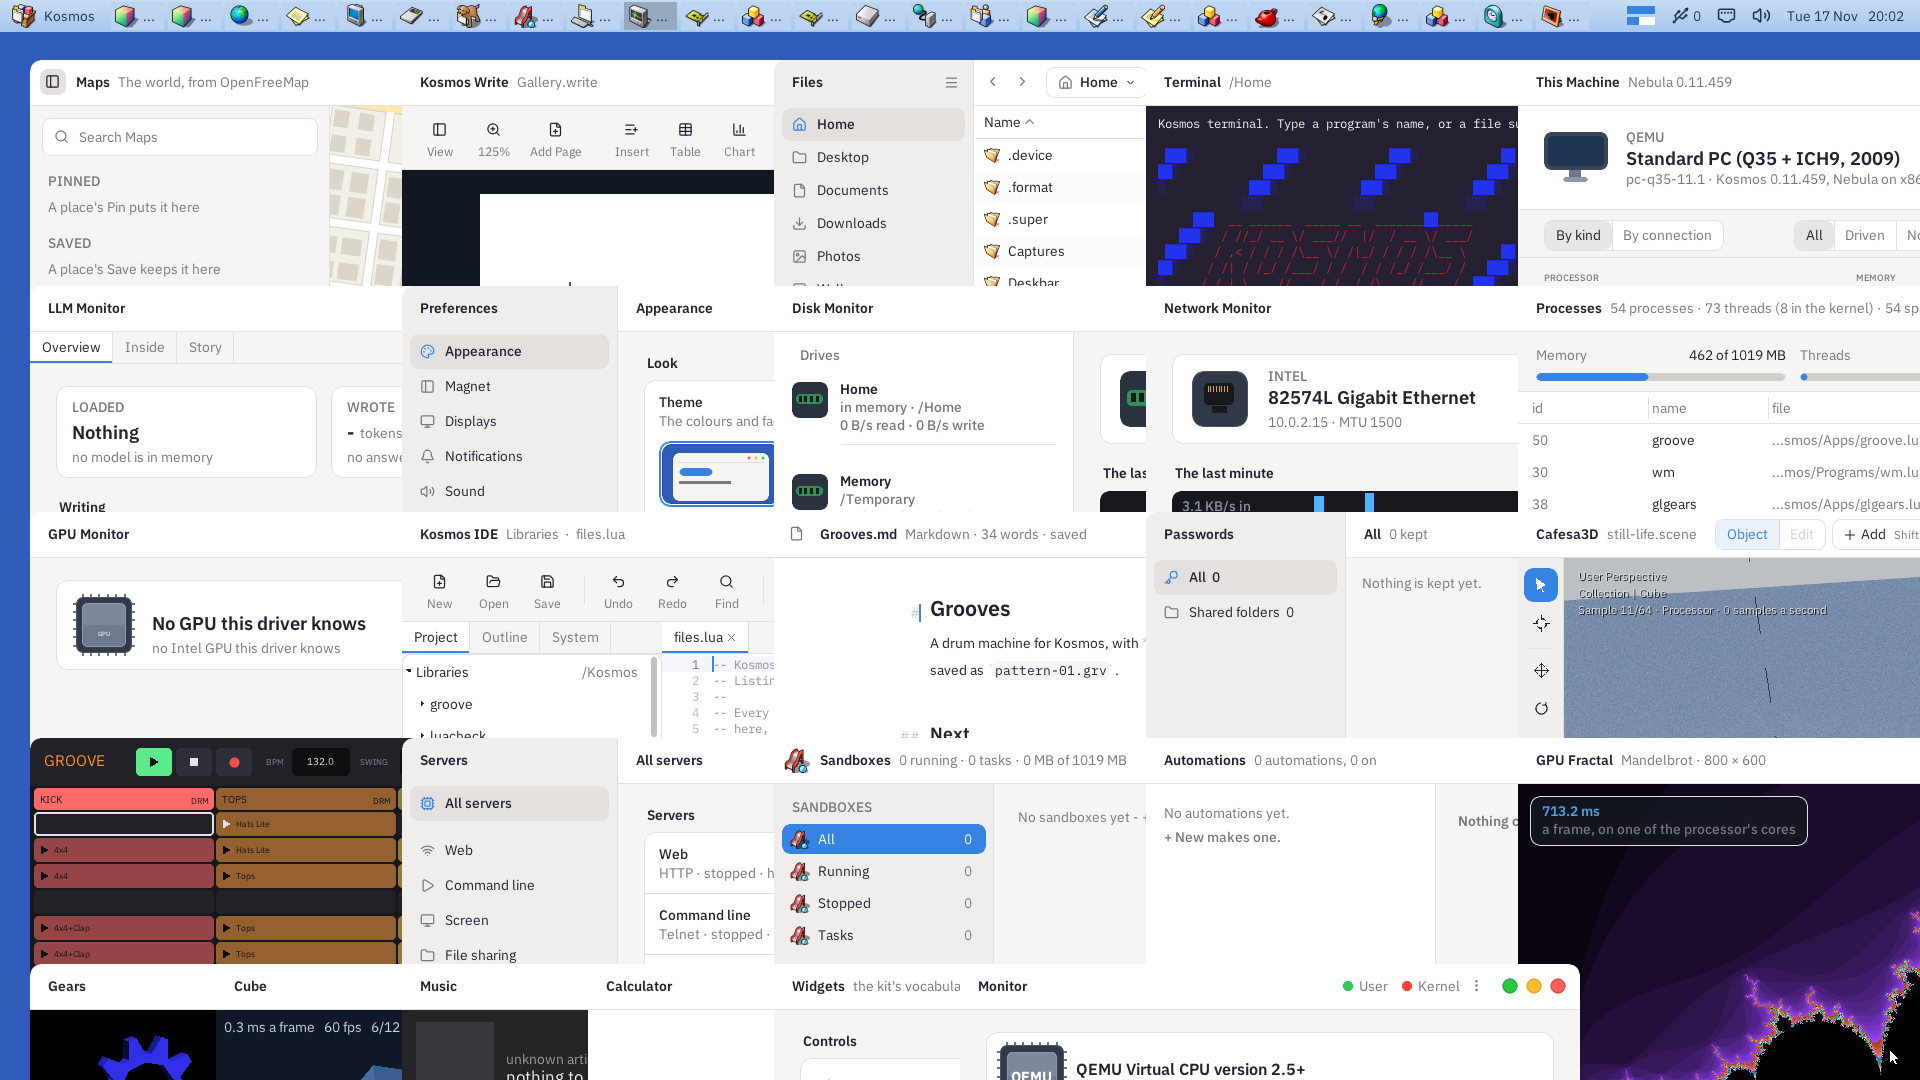 Kosmos
0
Tue 17 Nov 20:02
Maps The world, from OpenFreeMap
Search Maps
PINNED
A place's Pin puts it here
SAVED
A place's Save keeps it here
Kosmos Write Gallery.write
View 125% Add Page Insert Table Chart
Files
Home
Desktop
Documents
Downloads
Photos
Home
Name
.device
.format
.super
Captures
Deskbar
Terminal /Home
Kosmos terminal. Type a program's name, or a file su
This Machine Nebula 0.11.459
QEMU
Standard PC (Q35 + ICH9, 2009)
pc-q35-11.1 · Kosmos 0.11.459, Nebula on x86
By kind By connection All Driven No
PROCESSOR MEMORY
LLM Monitor
Overview Inside Story
LOADED
Nothing
no model is in memory
WROTE
- tokens
no answe
Writing
Preferences
Appearance
Magnet
Displays
Notifications
Sound
Appearance
Look
Theme
The colours and fa
Disk Monitor
Drives
Home
in memory · /Home
0 B/s read · 0 B/s write
Memory
/Temporary
The las
Network Monitor
INTEL
82574L Gigabit Ethernet
10.0.2.15 · MTU 1500
The last minute
3.1 KB/s in
Processes 54 processes · 73 threads (8 in the kernel) · 54 sp
Memory 462 of 1019 MB Threads
id name file
50 groove ...smos/Apps/groove.lu
30 wm ...mos/Programs/wm.lu
38 glgears ...smos/Apps/glgears.lu
GPU Monitor
GPU
No GPU this driver knows
no Intel GPU this driver knows
Kosmos IDE Libraries · files.lua
New Open Save Undo Redo Find
Project Outline System files.lua
Libraries /Kosmos
groove
luacheck
1 -- Kosmos
2 -- Listin
3 --
4 -- Every
5 -- here,
Grooves.md Markdown · 34 words · saved
# Grooves
A drum machine for Kosmos, with *
saved as `pattern-01.grv`.
## Next
Passwords
All 0
Shared folders 0
All 0 kept
Nothing is kept yet.
Cafesa3D still-life.scene Object Edit + Add Shift
User Perspective
Collection | Cube
Sample 11/64 · Processor · 0 samples a second
GROOVE BPM 132.0 SWING
KICK DRM TOPS DRM
Hats Lite
4x4 Hats Lite
4x4 Tops
4x4+Clap Tops
4x4+Clap Tops
Servers
All servers
Web
Command line
Screen
File sharing
All servers
Servers
Web
HTTP · stopped · h
Command line
Telnet · stopped ·
Sandboxes 0 running · 0 tasks · 0 MB of 1019 MB
SANDBOXES
All 0
Running 0
Stopped 0
Tasks 0
No sandboxes yet - +
Automations 0 automations, 0 on
No automations yet.
+ New makes one.
Nothing c
GPU Fractal Mandelbrot · 800 × 600
713.2 ms
a frame, on one of the processor's cores
Gears
Cube
0.3 ms a frame 60 fps 6/12
Music
unknown arti
nothing to
Calculator
Widgets the kit's vocabula
Controls
Monitor User Kernel
QEMU
QEMU Virtual CPU version 2.5+